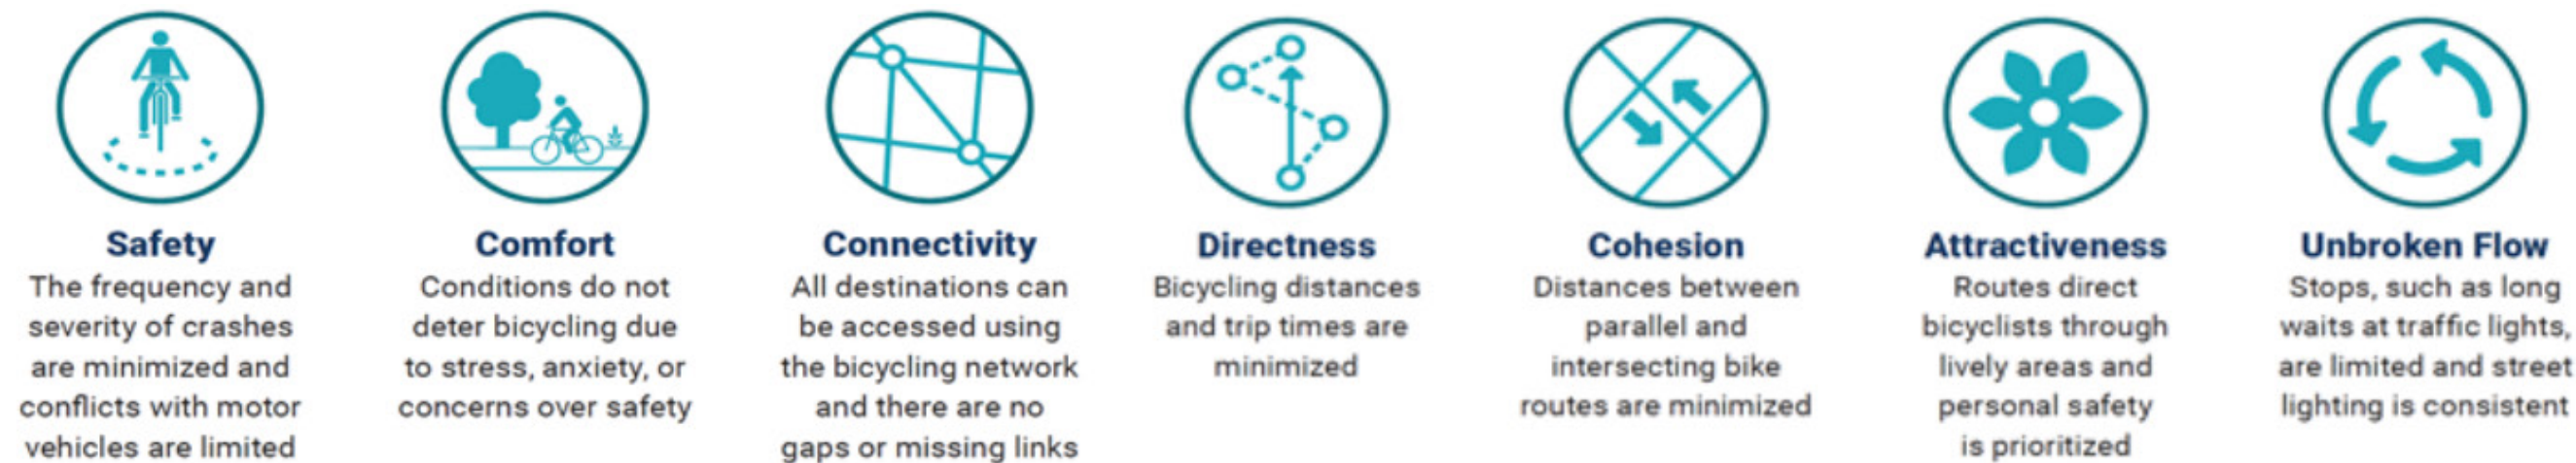 Safety
The frequency and
severity of crashes
are minimized and
conflicts with motor
vehicles are limited
Comfort
Conditions do not
deter bicycling due
to stress, anxiety, or
concerns over safety
Connectivity
All destinations can
be accessed using
the bicycling network
and there are no
gaps or missing links
Directness
Bicycling distances
and trip times are
minimized
Cohesion
Distances between
parallel and
intersecting bike
routes are minimized
Attractiveness
Routes direct
bicyclists through
lively areas and
personal safety
is prioritized
Unbroken Flow
Stops, such as long
waits at traffic lights,
are limited and street
lighting is consistent